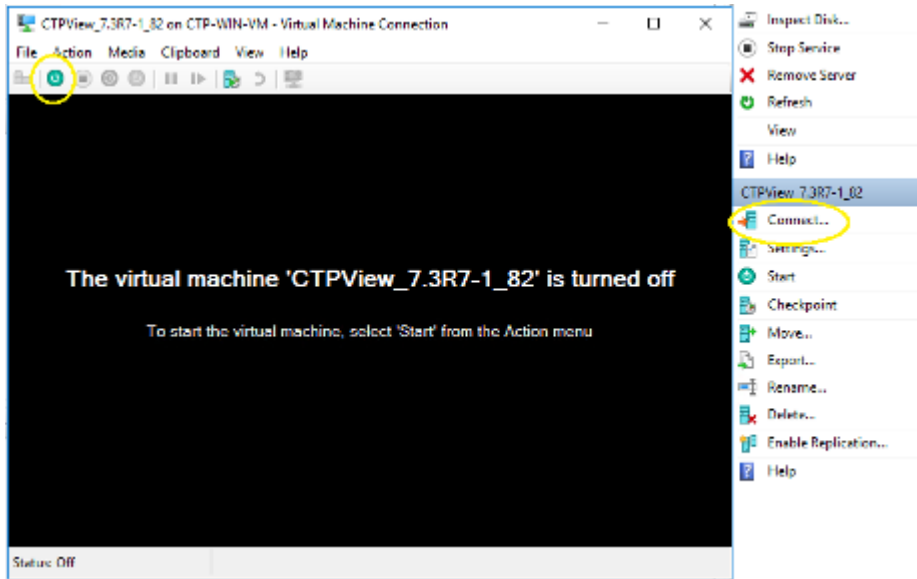 CTPView_7.3R7-1_82 on CTP-WIN-VM - Virtual Machine Connection
File Action Media Clipboard View Help
The virtual machine 'CTPView_7.3R7-1_82' is turned off
To start the virtual machine, select 'Start' from the Action menu
Status: Off
Inspect Disk...
Stop Service
Remove Server
Refresh
View
Help
CTPView_7.3R7-1_82
Connect...
Settings...
Start
Checkpoint
Move...
Export...
Rename...
Delete...
Enable Replication...
Help